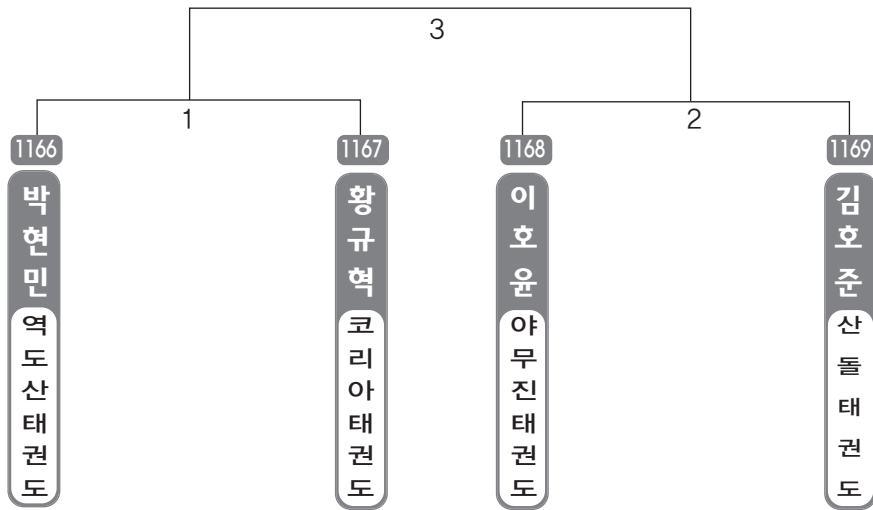 3
1
2
1166
1167
1168
1169
박현민
황규혁
이호윤
김호준
역도산태권도
코리아태권도
야무진태권도
산돌태권도